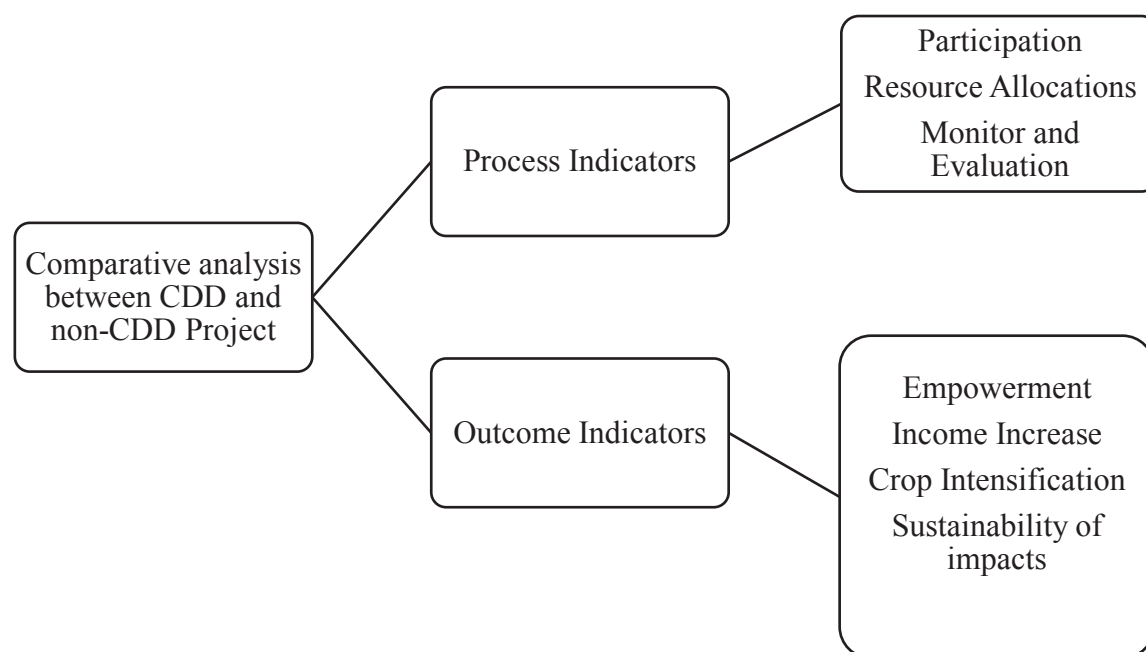 Comparative analysis
between CDD and
non-CDD Project
Process Indicators
Participation
Resource Allocations
Monitor and
Evaluation
Outcome Indicators
Empowerment
Income Increase
Crop Intensification
Sustainability of
impacts